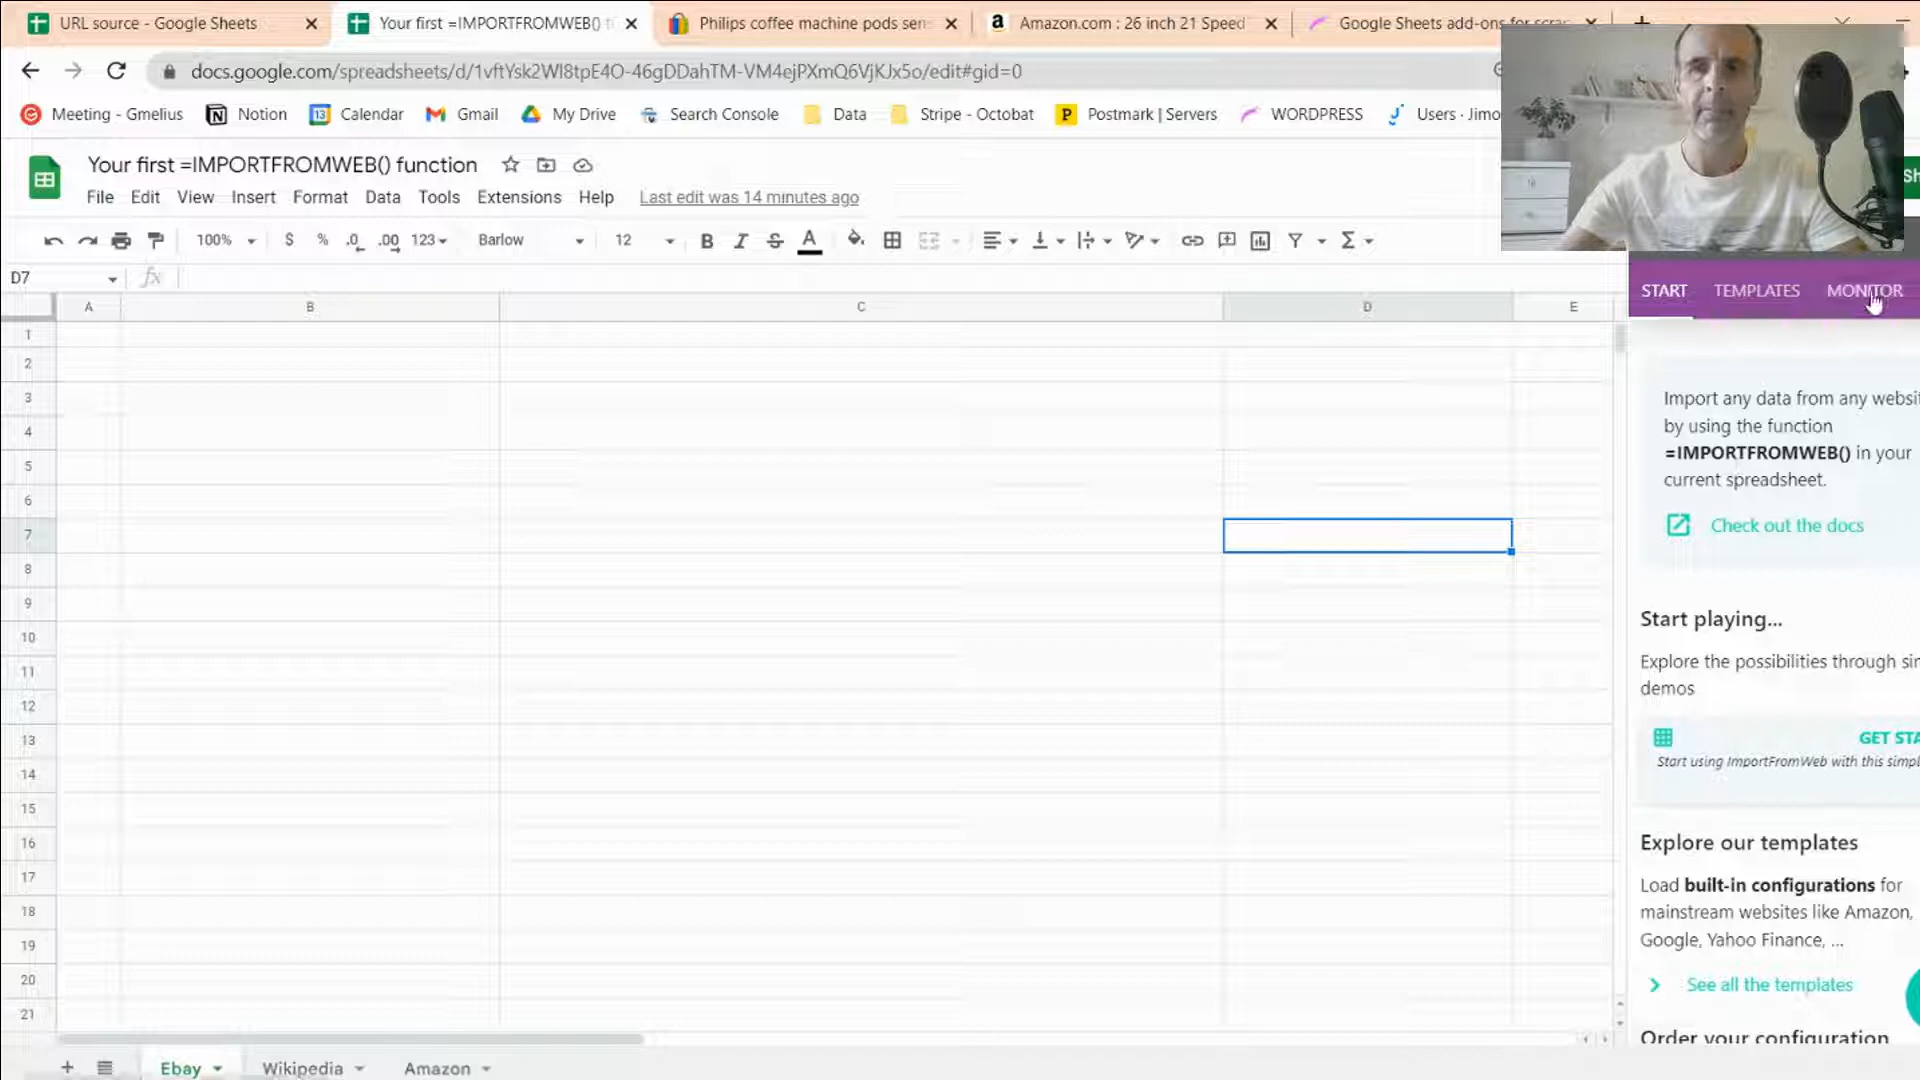 URL source - Google Sheets
Your first =IMPORTFROMWEB()
Philips coffee machine pods sen
Amazon.com : 26 inch 21 Speed
Google Sheets add-ons for scra
docs.google.com/spreadsheets/d/1vftYsk2Wl8tpE4O-46gDDahTM-VM4ejPXmQ6VjKJx5o/edit#gid=0
Meeting - Gmelius
Notion
Calendar
Gmail
My Drive
Search Console
Data
Stripe - Octobat
Postmark | Servers
WORDPRESS
Users · Jimo
Your first =IMPORTFROMWEB() function
File Edit View Insert Format Data Tools Extensions Help Last edit was 14 minutes ago
Sh
100% $ % .0 .00 123 Barlow 12 B I S A
D7 fx
START TEMPLATES MONITOR
A B C D E
1
2
3
4
5
6
7
8
9
10
11
12
13
14
15
16
17
18
19
20
21
Import any data from any websit
by using the function
=IMPORTFROMWEB() in your
current spreadsheet.
Check out the docs
Start playing...
Explore the possibilities through sim
demos
GET STA
Start using ImportFromWeb with this simpl
Explore our templates
Load built-in configurations for
mainstream websites like Amazon,
Google, Yahoo Finance, ...
See all the templates
Order your configuration
+ Ebay Wikipedia Amazon